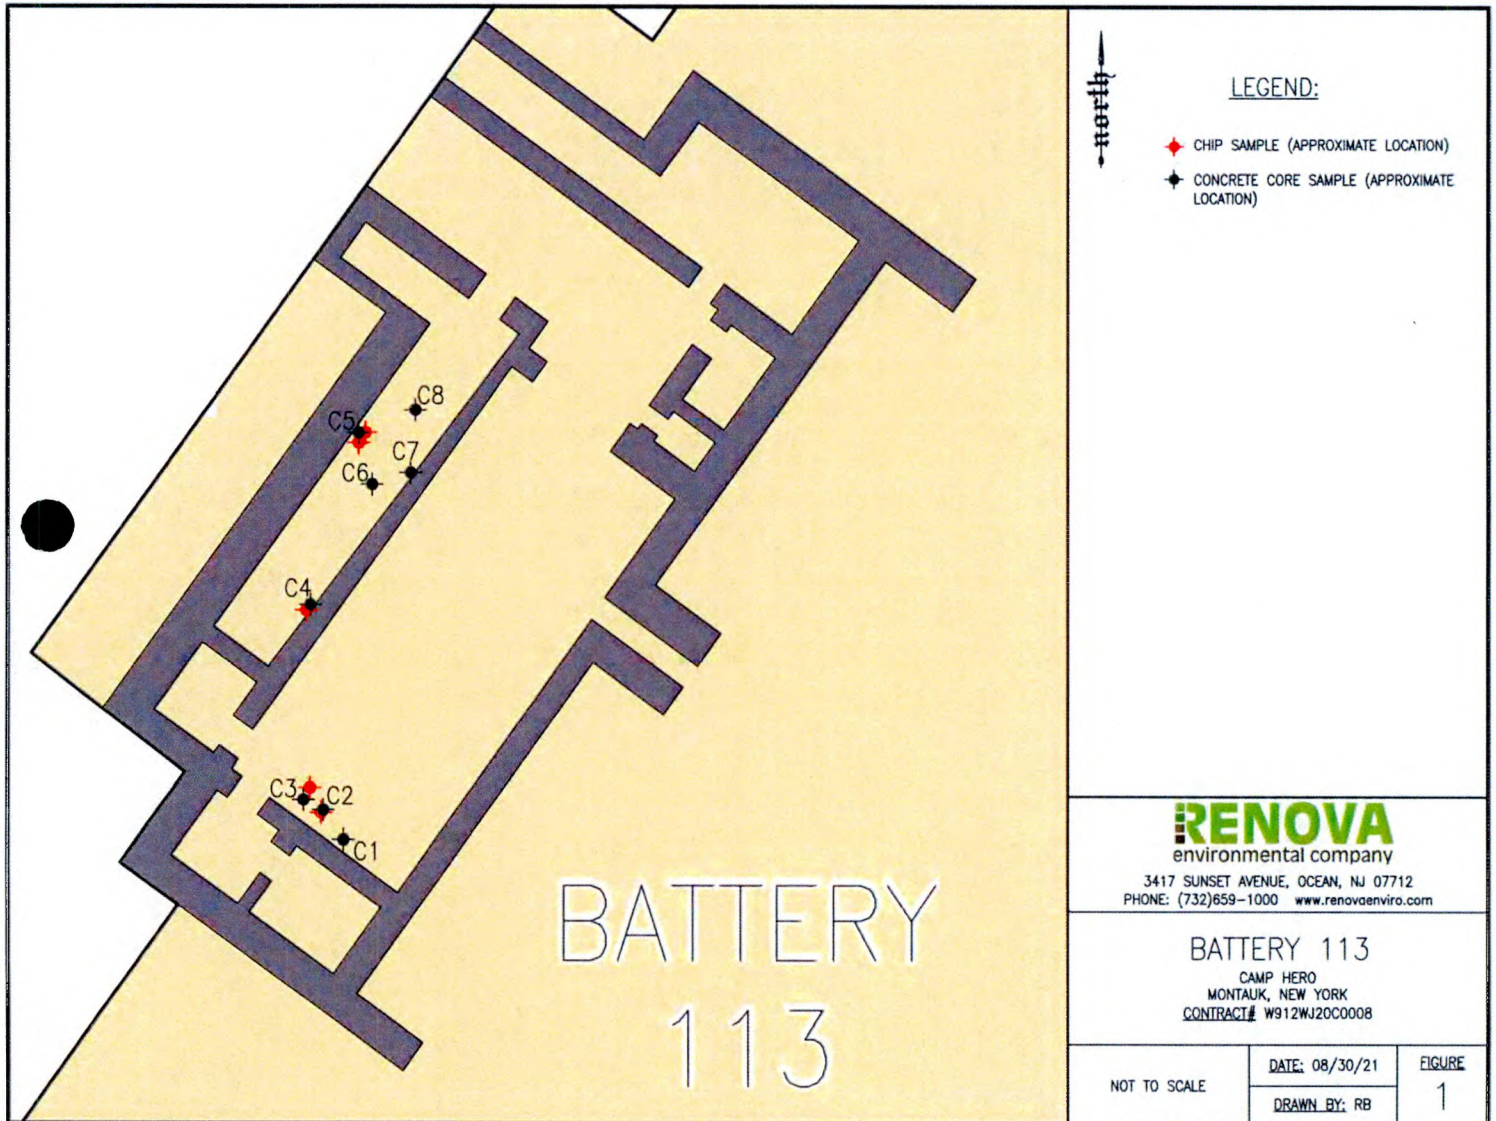 C8
C5
C7
C6
C4
C3
C2
C1
BATTERY
113
north
LEGEND:
CHIP SAMPLE (APPROXIMATE LOCATION)
CONCRETE CORE SAMPLE (APPROXIMATE
LOCATION)
RENOVA
environmental company
3417 SUNSET AVENUE, OCEAN, NJ 07712
PHONE: (732)659-1000 www.renovaenviro.com
BATTERY 113
CAMP HERO
MONTAUK, NEW YORK
CONTRACT# W912WJ20C0008
NOT TO SCALE
DATE: 08/30/21
DRAWN BY: RB
FIGURE
1